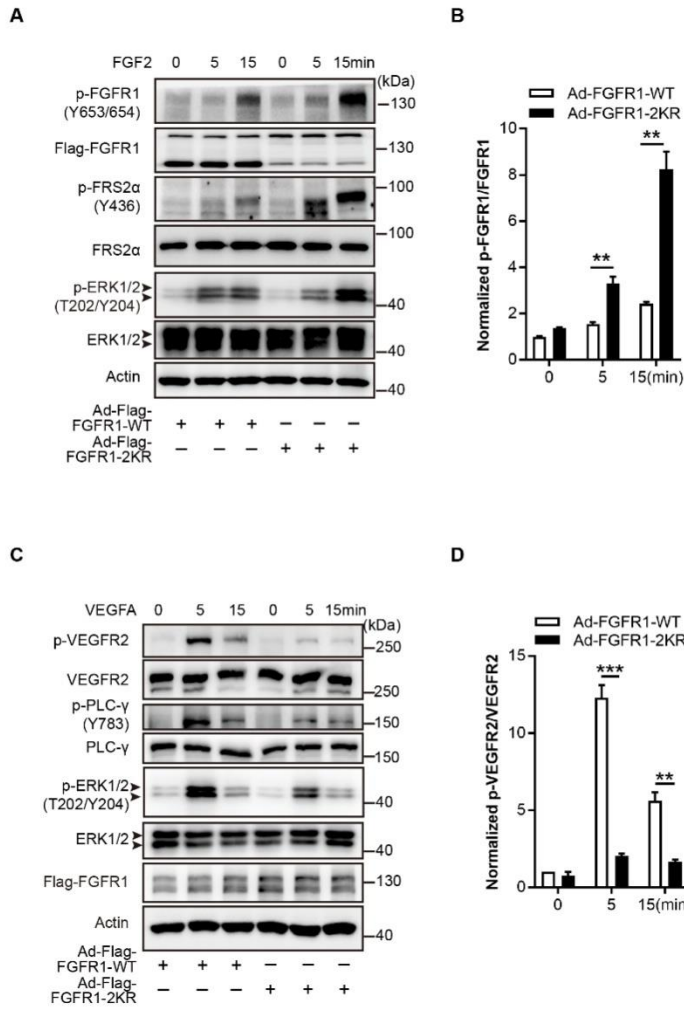 A
FGF2 0 5 15 0 5 15min
(kDa)
p-FGFR1
(Y653/654)
130
Flag-FGFR1
130
p-FRS2α
(Y436)
100
FRS2α
100
p-ERK1/2
(T202/Y204)
40
ERK1/2
40
Actin
40
Ad-Flag-
FGFR1-WT + + + – – –
Ad-Flag-
FGFR1-2KR – – – + + +
B
Ad-FGFR1-WT
Ad-FGFR1-2KR
Normalized p-FGFR1/FGFR1
10
8
6
4
2
0
**
**
0 5 15(min)
C
VEGFA 0 5 15 0 5 15min
(kDa)
p-VEGFR2
250
VEGFR2
250
p-PLC-γ
(Y783)
150
PLC-γ
150
p-ERK1/2
(T202/Y204)
40
ERK1/2
40
Flag-FGFR1
130
Actin
40
Ad-Flag-
FGFR1-WT + + + – – –
Ad-Flag-
FGFR1-2KR – – – + + +
D
Ad-FGFR1-WT
Ad-FGFR1-2KR
Normalized p-VEGFR2/VEGFR2
15
10
5
0
***
**
0 5 15(min